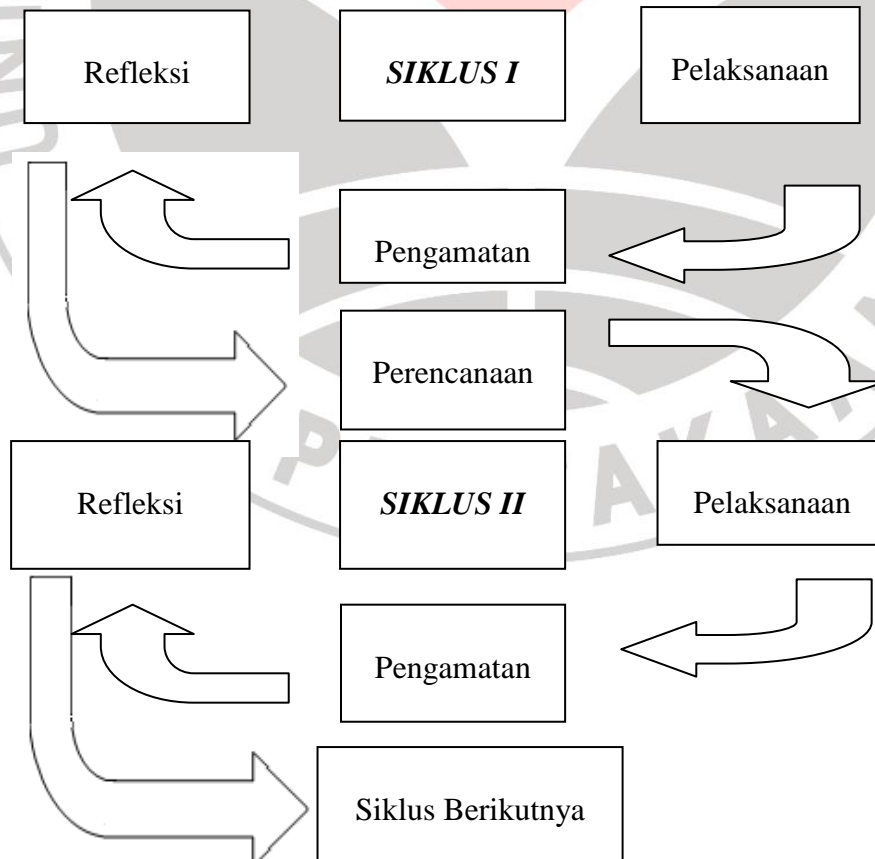 Refleksi
SIKLUS I
Pelaksanaan
Pengamatan
Perencanaan
Refleksi
SIKLUS II
Pelaksanaan
Pengamatan
Siklus Berikutnya